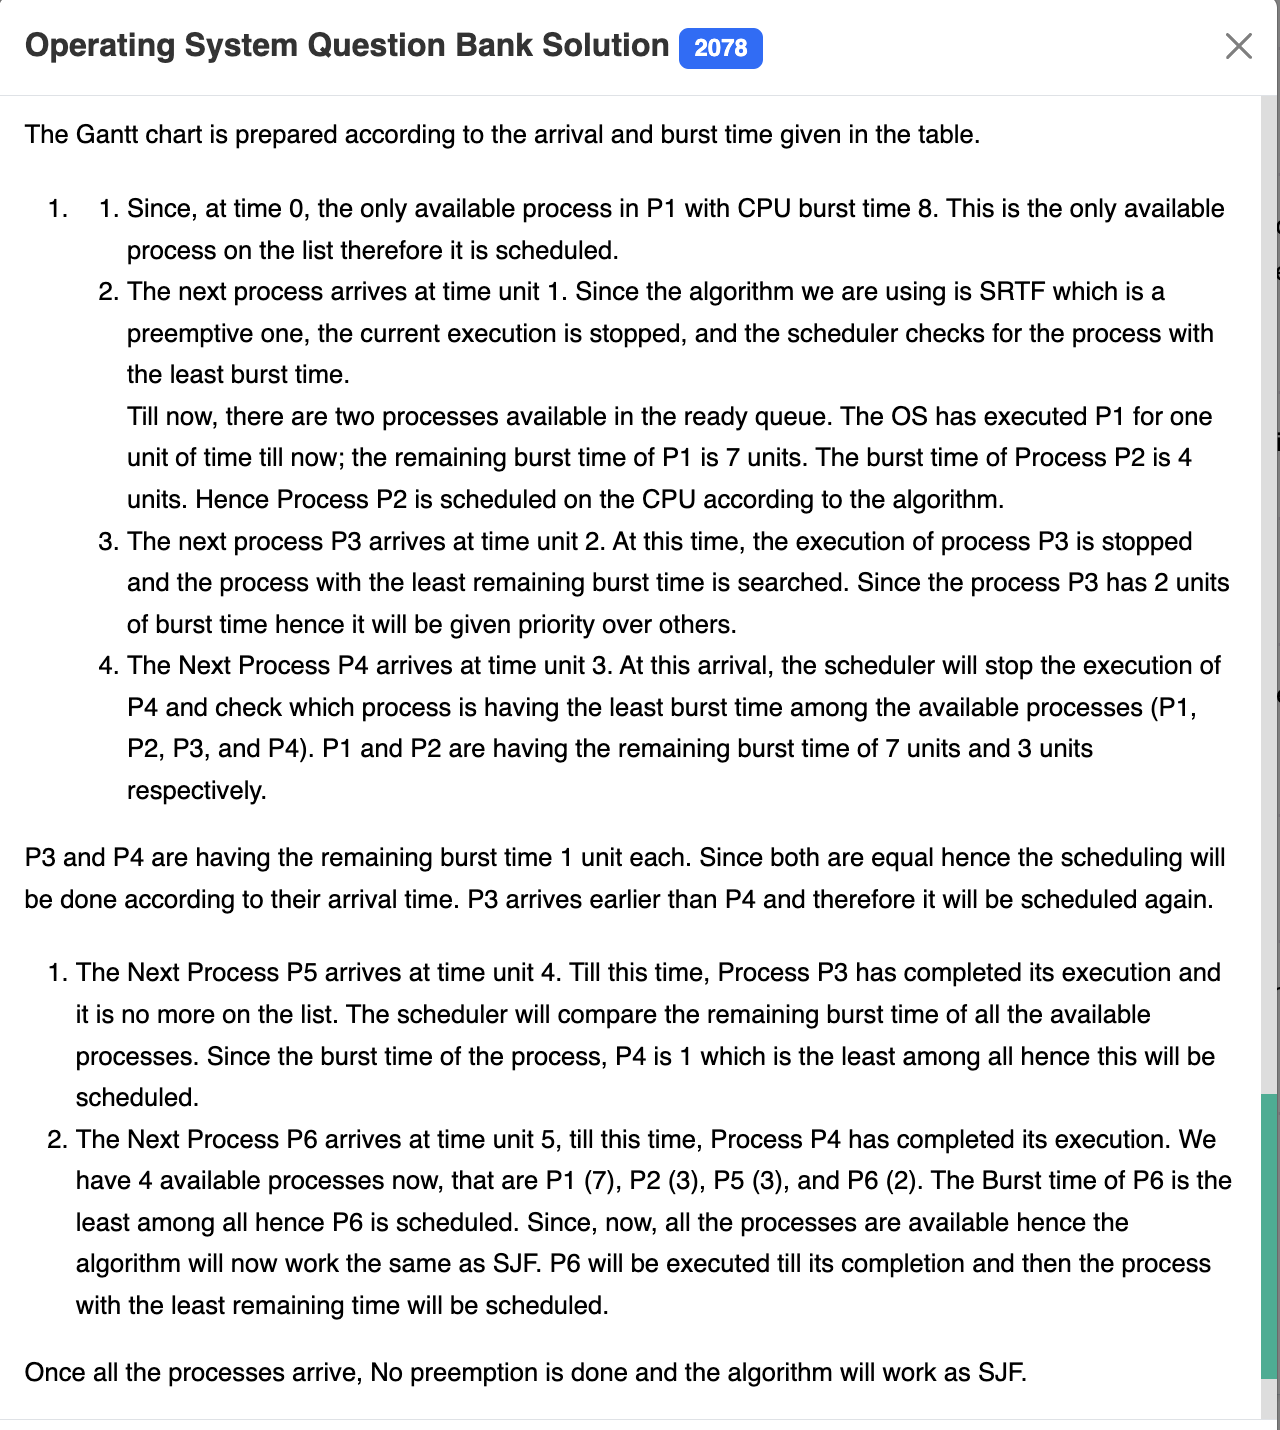 Operating System Question Bank Solution 2078
The Gantt chart is prepared according to the arrival and burst time given in the table.
1. 1. Since, at time 0, the only available process in P1 with CPU burst time 8. This is the only available
process on the list therefore it is scheduled.
2. The next process arrives at time unit 1. Since the algorithm we are using is SRTF which is a
preemptive one, the current execution is stopped, and the scheduler checks for the process with
the least burst time.
Till now, there are two processes available in the ready queue. The OS has executed P1 for one
unit of time till now; the remaining burst time of P1 is 7 units. The burst time of Process P2 is 4
units. Hence Process P2 is scheduled on the CPU according to the algorithm.
3. The next process P3 arrives at time unit 2. At this time, the execution of process P3 is stopped
and the process with the least remaining burst time is searched. Since the process P3 has 2 units
of burst time hence it will be given priority over others.
4. The Next Process P4 arrives at time unit 3. At this arrival, the scheduler will stop the execution of
P4 and check which process is having the least burst time among the available processes (P1,
P2, P3, and P4). P1 and P2 are having the remaining burst time of 7 units and 3 units
respectively.
P3 and P4 are having the remaining burst time 1 unit each. Since both are equal hence the scheduling will
be done according to their arrival time. P3 arrives earlier than P4 and therefore it will be scheduled again.
1. The Next Process P5 arrives at time unit 4. Till this time, Process P3 has completed its execution and
it is no more on the list. The scheduler will compare the remaining burst time of all the available
processes. Since the burst time of the process, P4 is 1 which is the least among all hence this will be
scheduled.
2. The Next Process P6 arrives at time unit 5, till this time, Process P4 has completed its execution. We
have 4 available processes now, that are P1 (7), P2 (3), P5 (3), and P6 (2). The Burst time of P6 is the
least among all hence P6 is scheduled. Since, now, all the processes are available hence the
algorithm will now work the same as SJF. P6 will be executed till its completion and then the process
with the least remaining time will be scheduled.
Once all the processes arrive, No preemption is done and the algorithm will work as SJF.